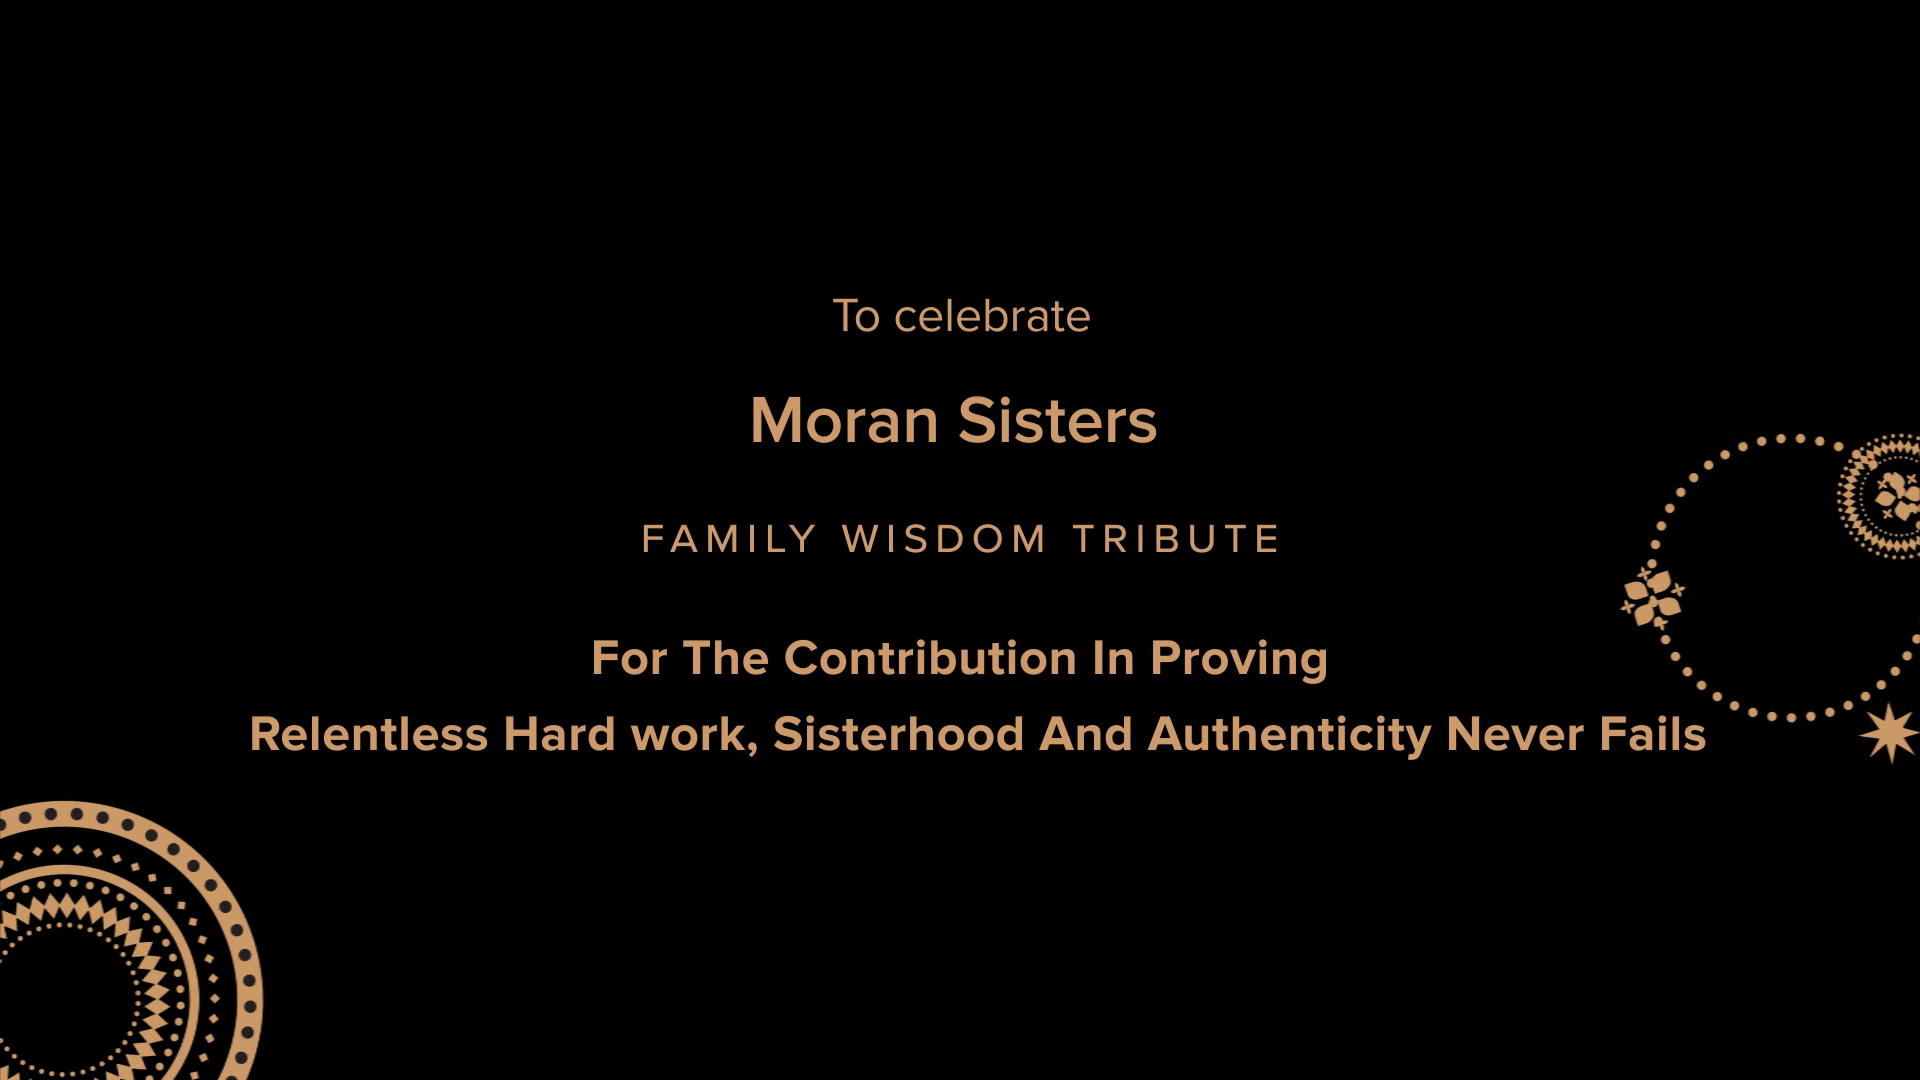 To celebrate
Moran Sisters
FAMILY WISDOM TRIBUTE
For The Contribution In Proving
Relentless Hard work, Sisterhood And Authenticity Never Fails